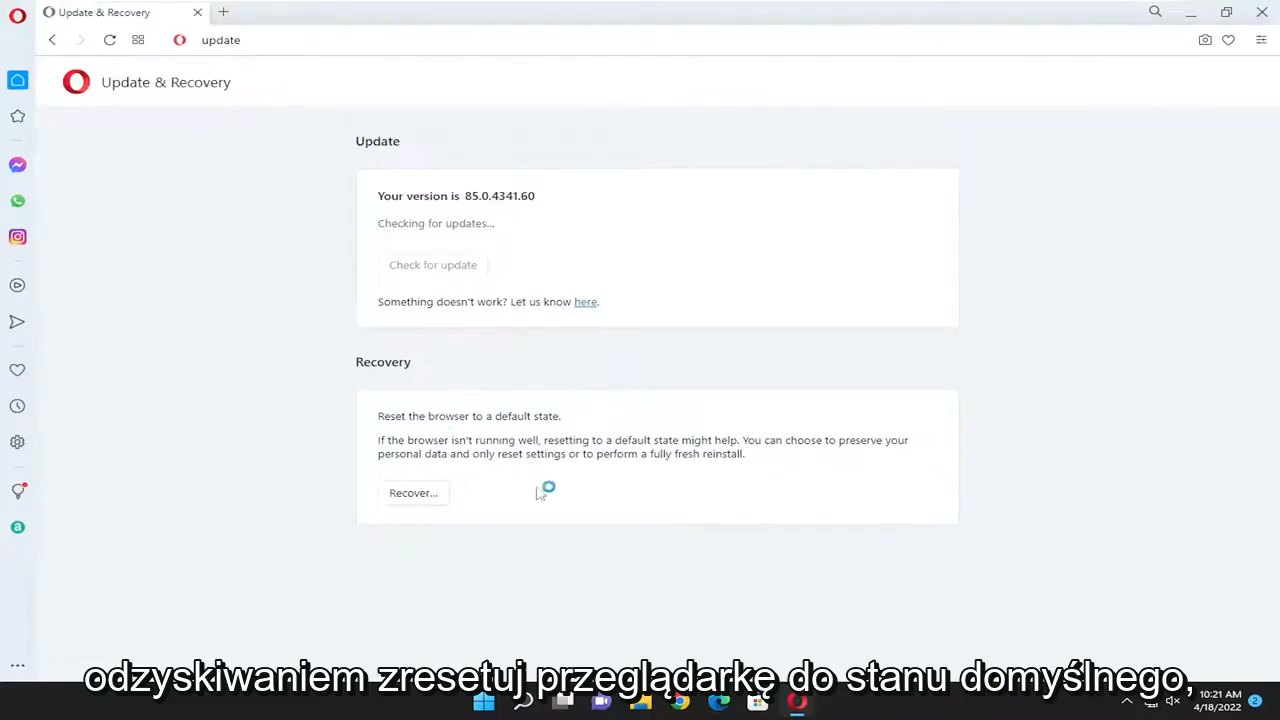 Update & Recovery
update
Update & Recovery
Update
Your version is 85.0.4341.60
Checking for updates...
Check for update
Something doesn't work? Let us know here.
Recovery
Reset the browser to a default state.
If the browser isn't running well, resetting to a default state might help. You can choose to preserve your
personal data and only reset settings or to perform a fully fresh reinstall.
Recover...
odzyskiwaniem zresetuj przeglądarkę do stanu domyślnego,
10:21 AM
4/18/2022
2